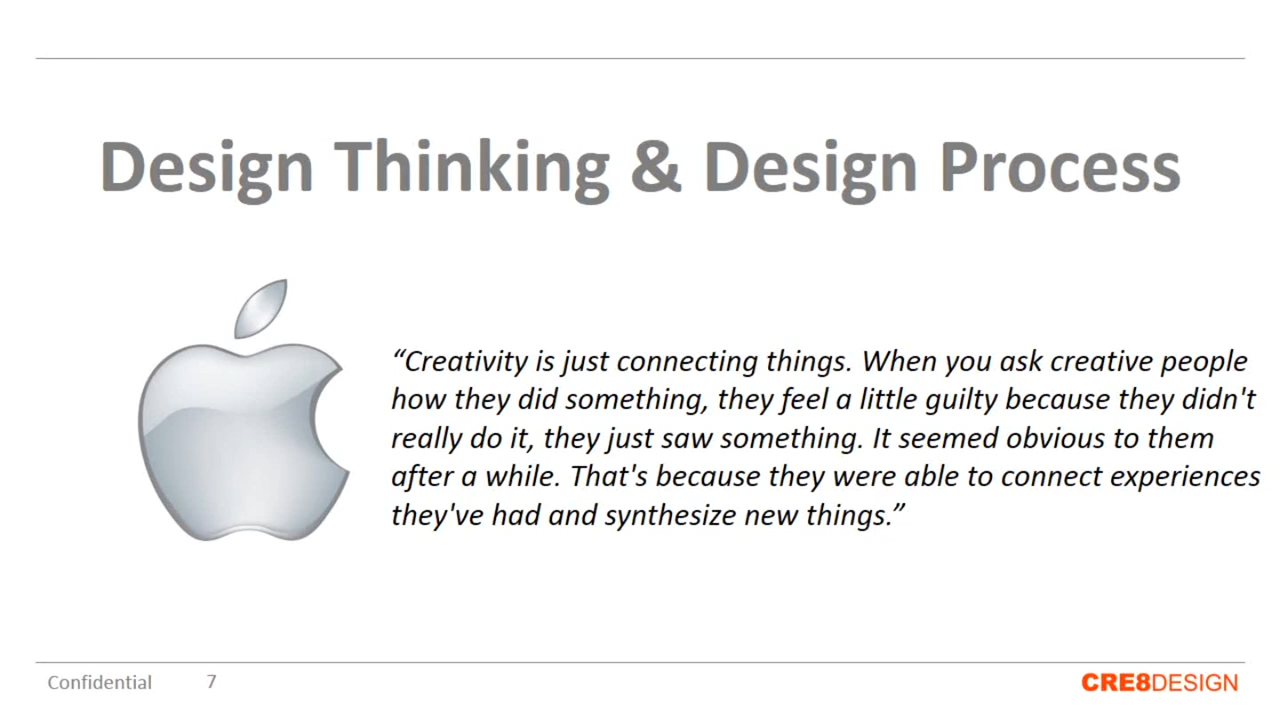 Design Thinking & Design Process
“Creativity is just connecting things. When you ask creative people
how they did something, they feel a little guilty because they didn't
really do it, they just saw something. It seemed obvious to them
after a while. That's because they were able to connect experiences
they've had and synthesize new things.”
Confidential 7 CRE8DESIGN